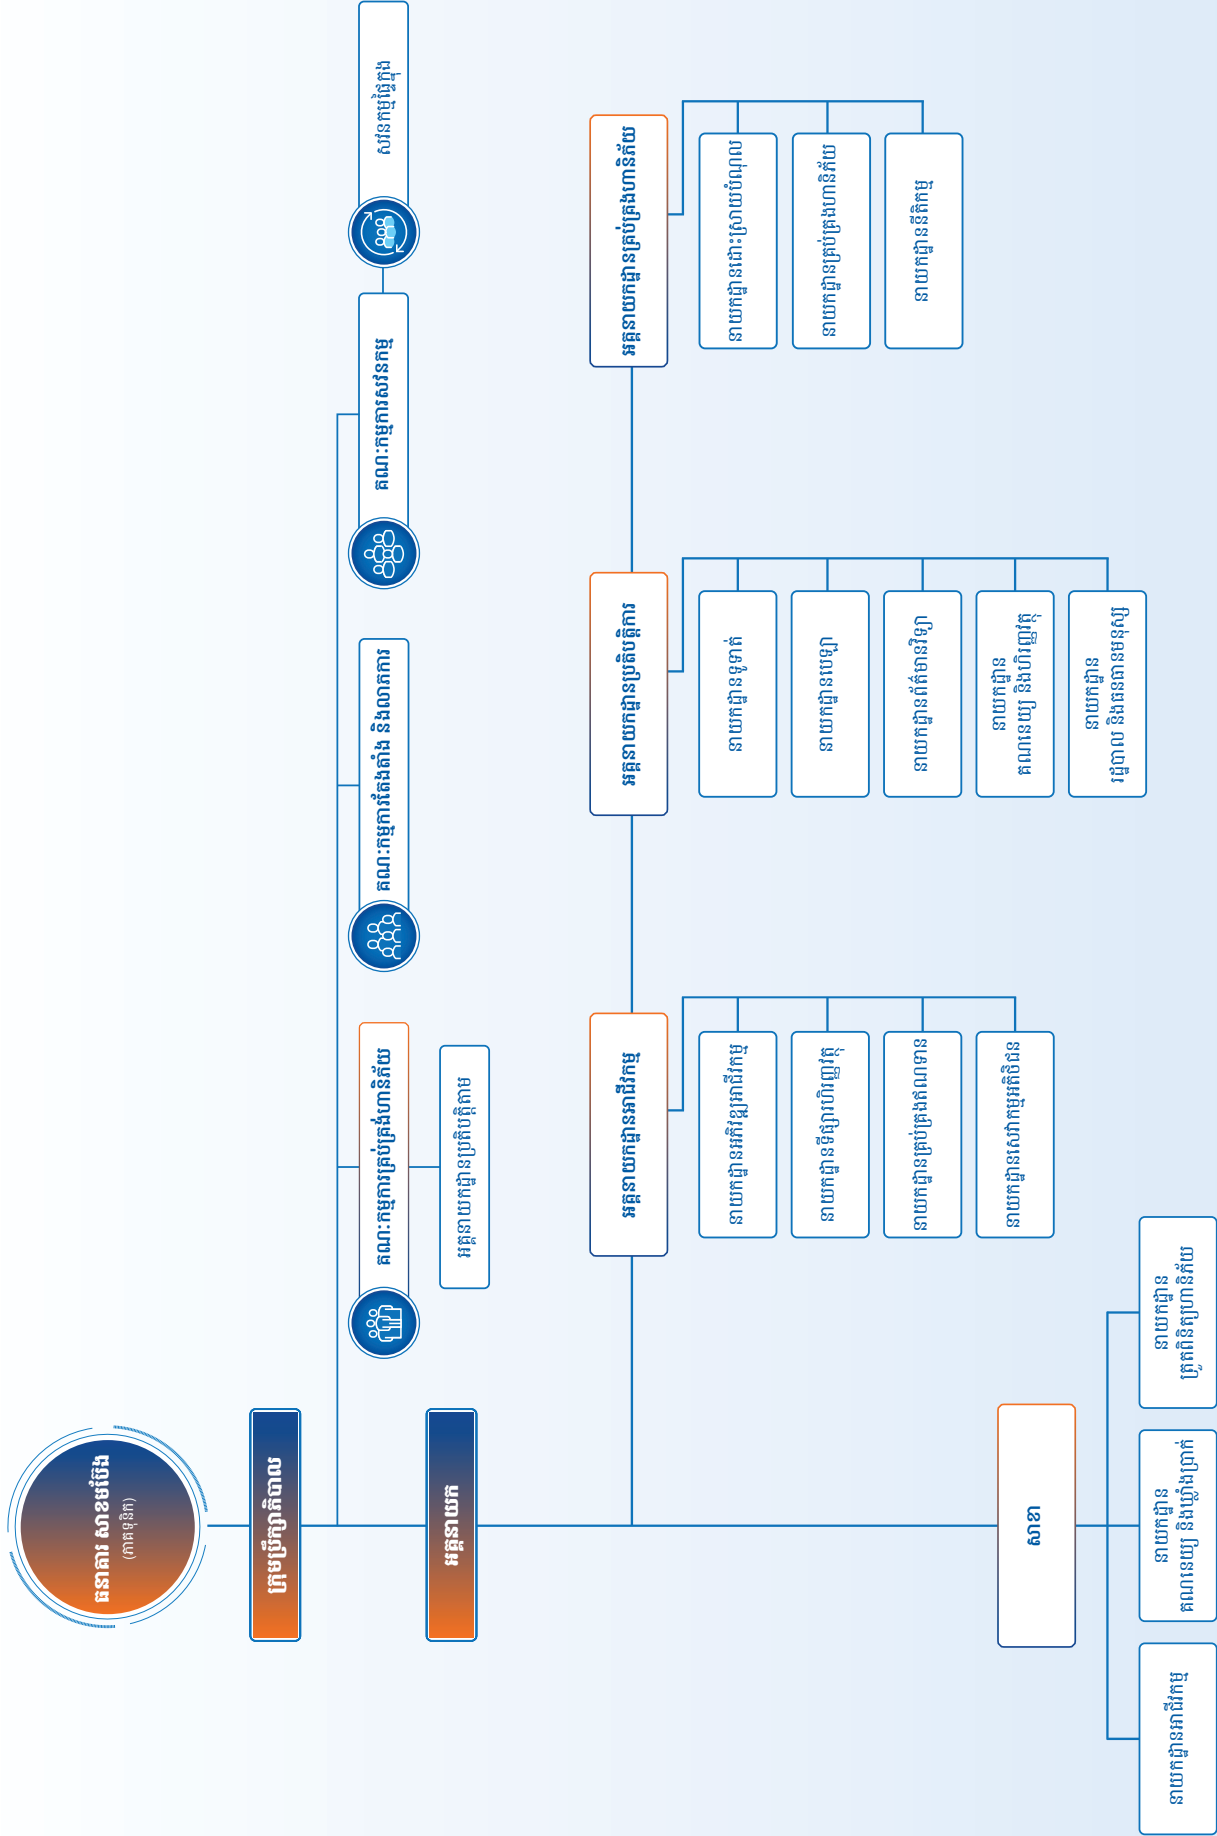 ធនាគារ សាខមប៊ែង
(ភាគទុនិក)
ក្រុមប្រឹក្សាភិបាល
អគ្គនាយក
គណៈកម្មការគ្រប់គ្រងហានិភ័យ
អគ្គនាយកដ្ឋានប្រតិបត្តិតាម
គណៈកម្មការតែងតាំង និងលាភការ
គណៈកម្មការសវនកម្ម
សវនកម្មផ្ទៃក្នុង
អគ្គនាយកដ្ឋានអាជីវកម្ម
នាយកដ្ឋានអភិវឌ្ឍអាជីវកម្ម
នាយកដ្ឋានទីផ្សារហិរញ្ញវត្ថុ
នាយកដ្ឋានគ្រប់គ្រងឥណទាន
នាយកដ្ឋានសេវាកម្មអតិថិជន
អគ្គនាយកដ្ឋានប្រតិបត្តិការ
នាយកដ្ឋានទូទាត់
នាយកដ្ឋានបេឡា
នាយកដ្ឋានព័ត៌មានវិទ្យា
នាយកដ្ឋាន
គណនេយ្យ និងហិរញ្ញវត្ថុ
នាយកដ្ឋាន
រដ្ឋបាល និងធនធានមនុស្ស
អគ្គនាយកដ្ឋានគ្រប់គ្រងហានិភ័យ
នាយកដ្ឋានដោះស្រាយបំណុល
នាយកដ្ឋានគ្រប់គ្រងហានិភ័យ
នាយកដ្ឋាននីតិកម្ម
សាខា
នាយកដ្ឋានអាជីវកម្ម
នាយកដ្ឋាន
គណនេយ្យ និងឃ្លាំងប្រាក់
នាយកដ្ឋាន
ត្រួតពិនិត្យហានិភ័យ